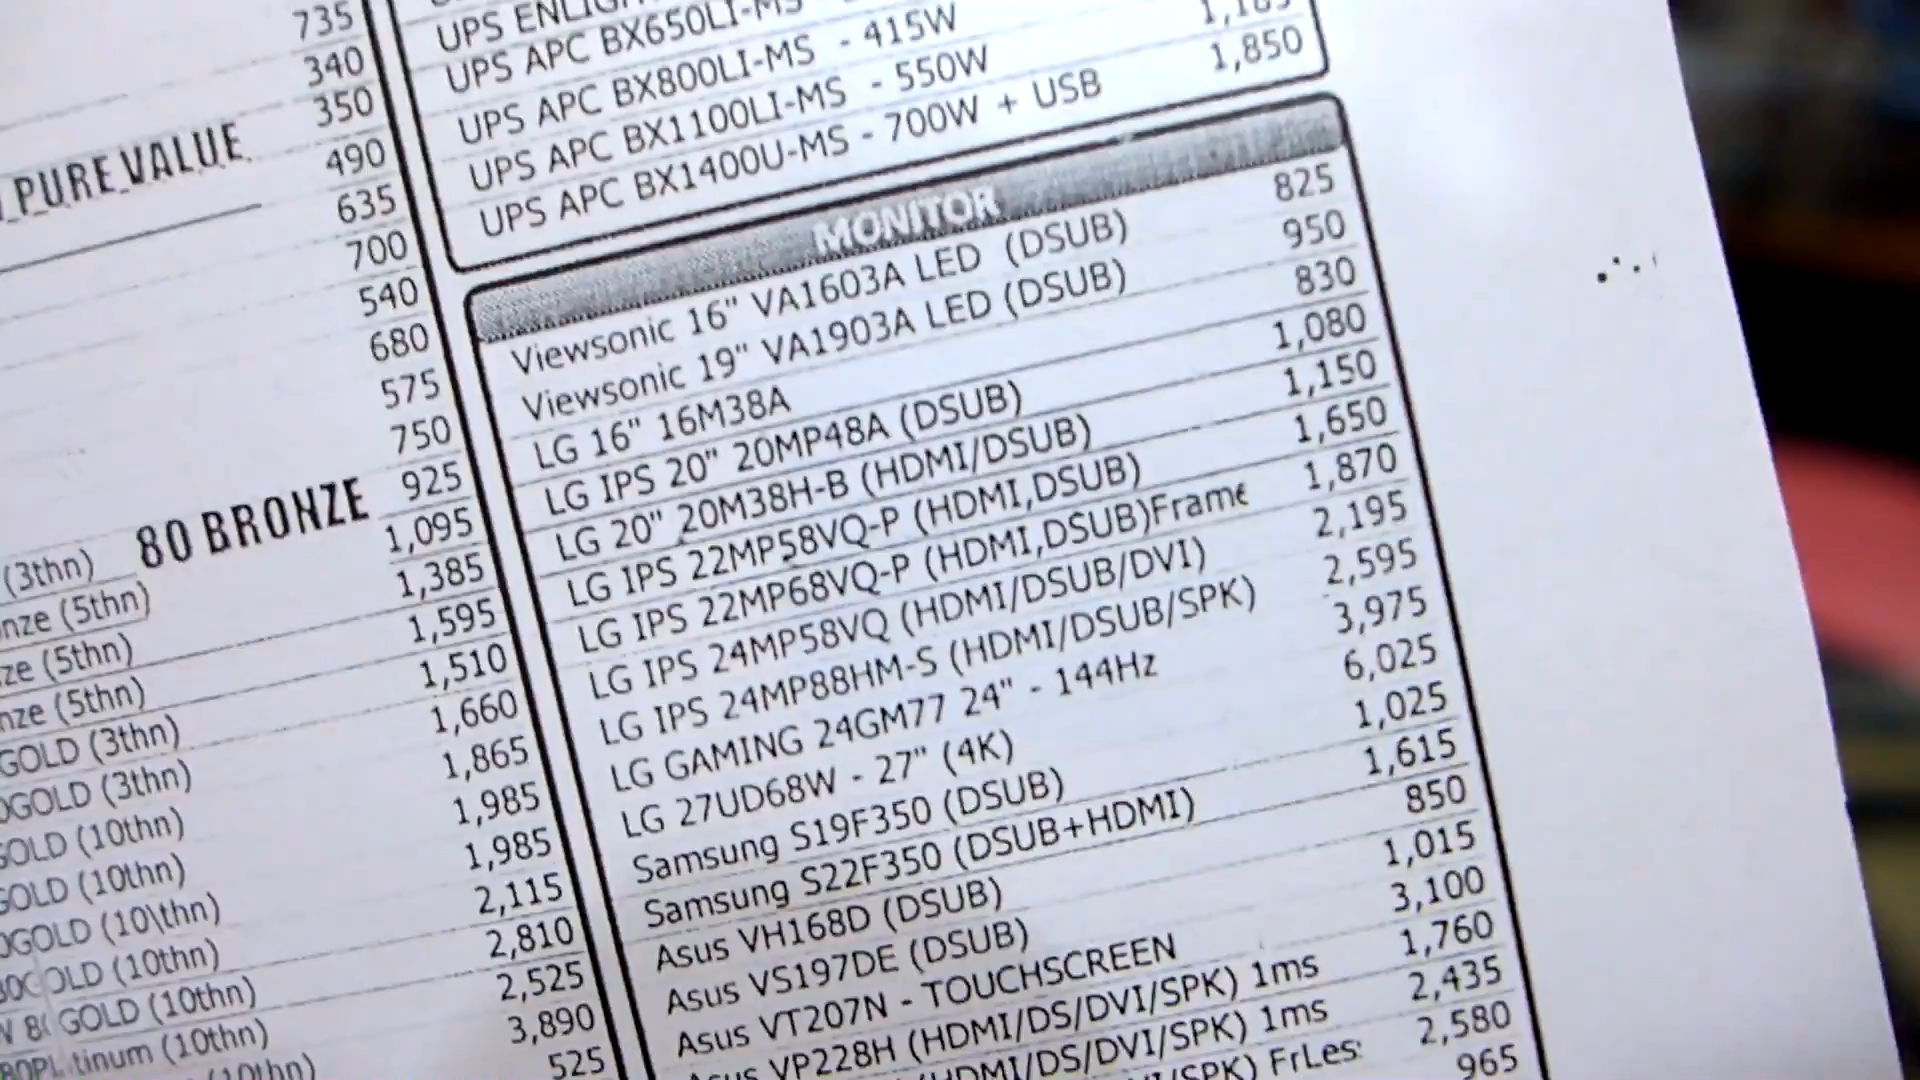 735
340
350
PURE VALUE
490
635
700
540
680
575
750
80 BRONZE
(3thn) 925
nze (5thn) 1,095
ze (5thn) 1,385
nze (5thn) 1,595
GOLD (3thn) 1,510
GOLD (3thn) 1,660
GOLD (10thn) 1,865
GOLD (10thn) 1,985
GOLD (10\thn) 1,985
OLD (10thn) 2,115
GOLD (10thn) 2,810
tinum (10thn) 2,525
(10thn) 3,890
525
UPS
UPS APC BX650LI-MS
UPS APC BX800LI-MS - 415W
UPS APC BX1100LI-MS - 550W
UPS APC BX1400U-MS - 700W + USB 1,850
MONITOR
Viewsonic 16" VA1603A LED (DSUB) 825
Viewsonic 19" VA1903A LED (DSUB) 950
LG 16" 16M38A 830
LG IPS 20" 20MP48A (DSUB) 1,080
LG 20" 20M38H-B (HDMI/DSUB) 1,150
LG IPS 22MP58VQ-P (HDMI,DSUB) 1,650
LG IPS 22MP68VQ-P (HDMI,DSUB)Frame 1,870
LG IPS 24MP58VQ (HDMI/DSUB/DVI) 2,195
LG IPS 24MP88HM-S (HDMI/DSUB/SPK) 2,595
LG GAMING 24GM77 24" - 144Hz 3,975
LG 27UD68W - 27" (4K) 6,025
Samsung S19F350 (DSUB) 1,025
Samsung S22F350 (DSUB+HDMI) 1,615
Asus VH168D (DSUB) 850
Asus VS197DE (DSUB) 1,015
Asus VT207N - TOUCHSCREEN 3,100
Asus VP228H (HDMI/DS/DVI/SPK) 1ms 1,760
HDMI/DS/DVI/SPK) 1ms 2,435
/SPK) FrLes 2,580
965